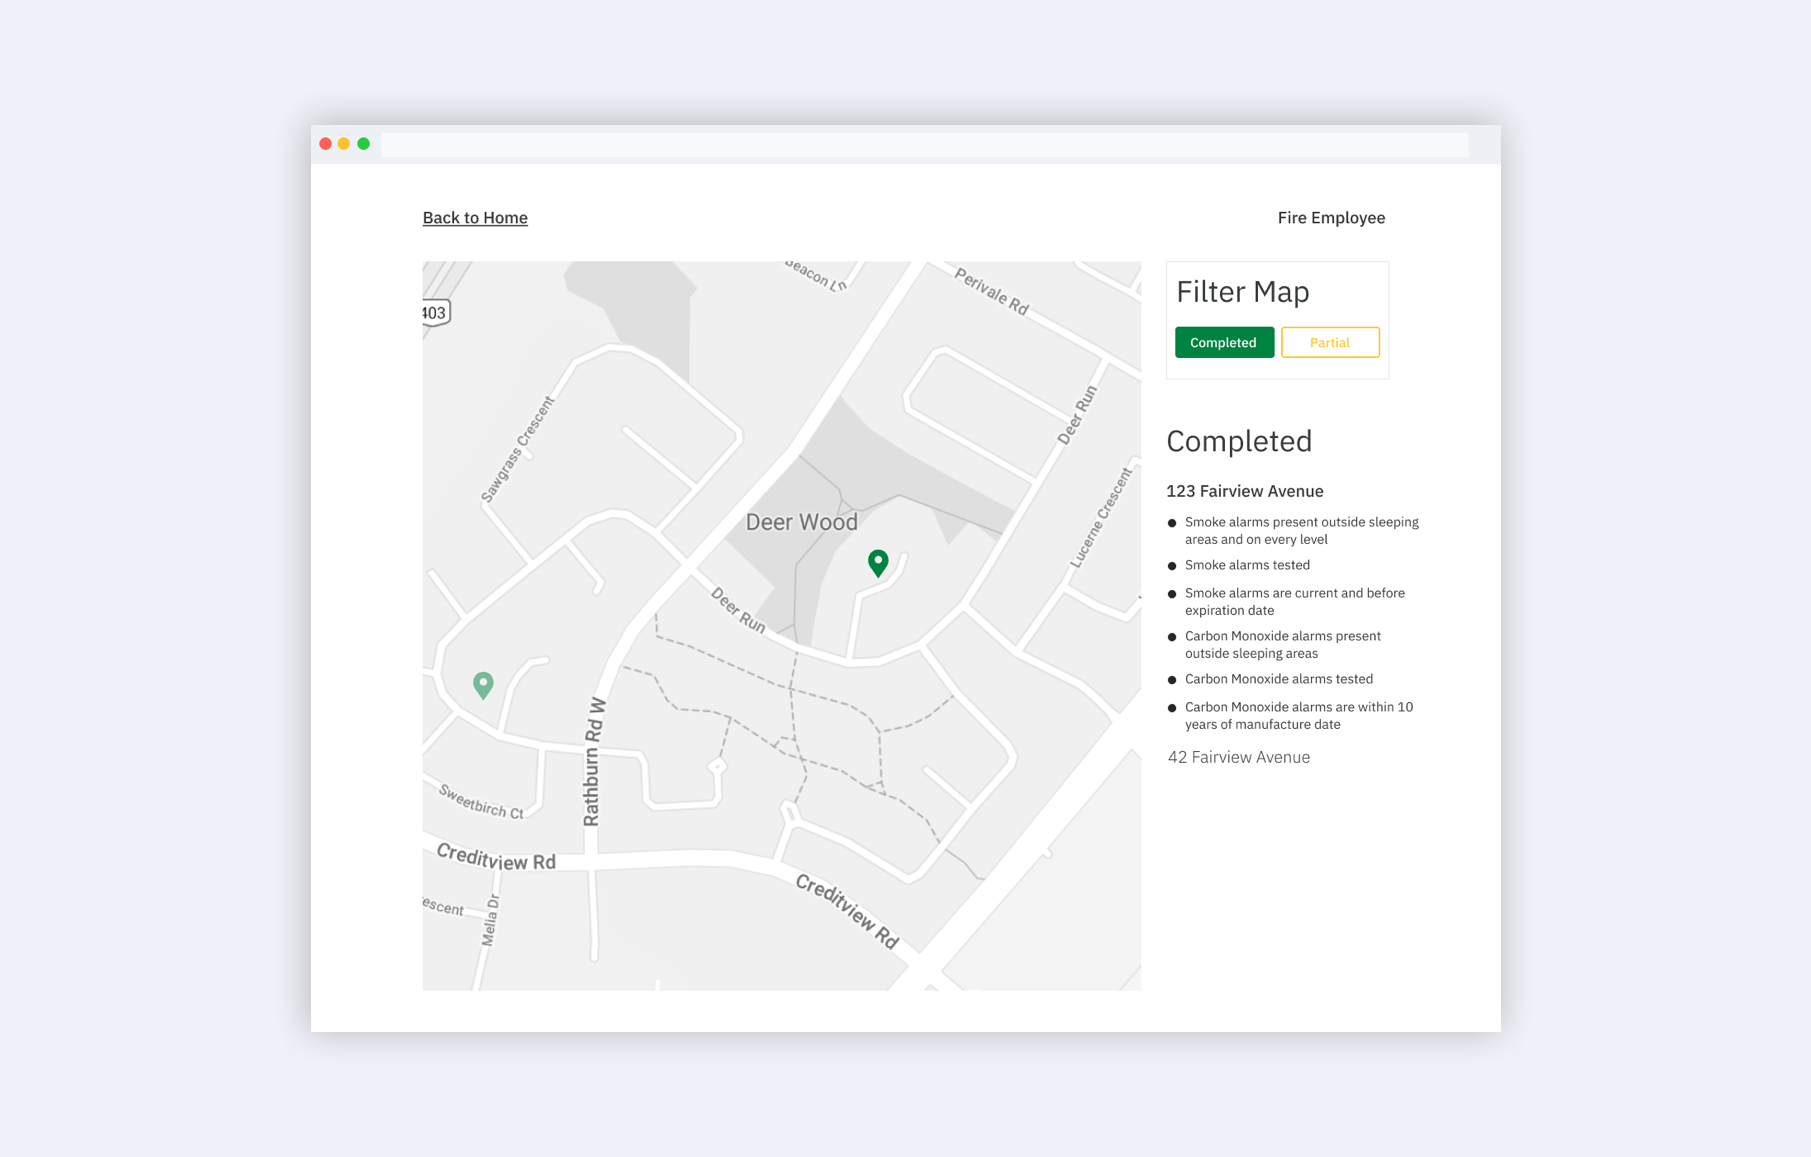 Back to Home
Fire Employee
Beacon Ln
Perivale Rd
403
Filter Map
Completed
Partial
Sawgrass Crescent
Deer Run
Lucerne Crescent
Deer Wood
Deer Run
Rathburn Rd W
Sweetbirch Ct
Creditview Rd
Creditview Rd
escent
Melia Dr
Completed
123 Fairview Avenue
Smoke alarms present outside sleeping
areas and on every level
Smoke alarms tested
Smoke alarms are current and before
expiration date
Carbon Monoxide alarms present
outside sleeping areas
Carbon Monoxide alarms tested
Carbon Monoxide alarms are within 10
years of manufacture date
42 Fairview Avenue